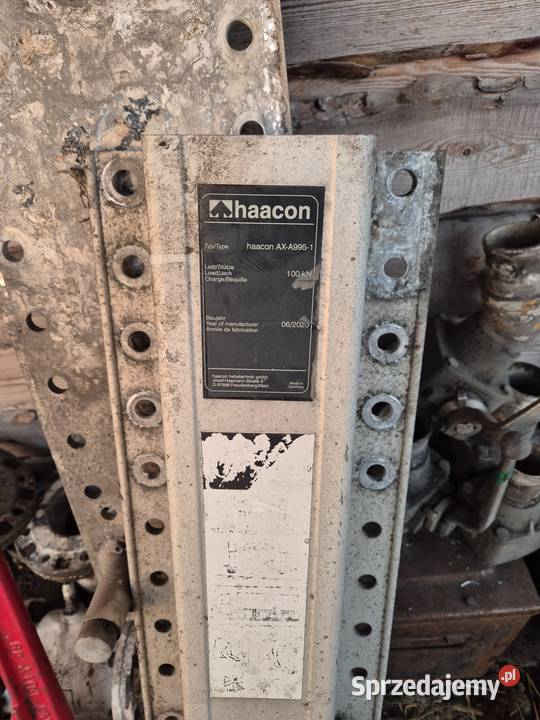 haacon
Typ/Type haacon AX-A995-1
Last/Stütze
Load/Jack 100 kN
Charge/Béquille
Baujahr
Year of manufacturer 06/2020
Année de fabrication
haacon hebetechnik gmbh
Josef-Haamann-Straße 6
D-97896 Freudenberg/Main
Made in
Germany
Sprzedajemy.pl